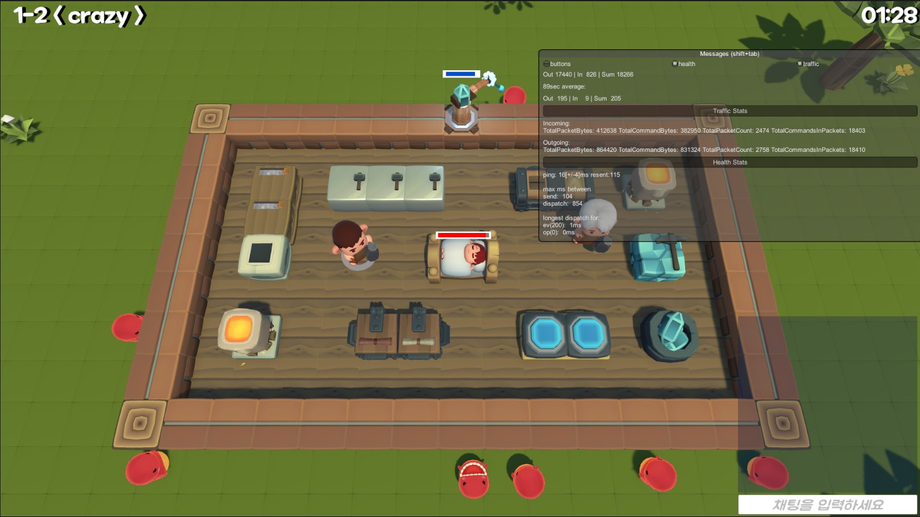 1-2 《 crazy 》
01:28
Messages (shift+tab)
buttons
health
traffic
Out 17440 | In 826 | Sum 18266
89sec average:
Out 195 | In 9 | Sum 205
Traffic Stats
Incoming:
TotalPacketBytes: 412638 TotalCommandBytes: 382950 TotalPacketCount: 2474 TotalCommandsInPackets: 18403
Outgoing:
TotalPacketBytes: 864420 TotalCommandBytes: 831324 TotalPacketCount: 2758 TotalCommandsInPackets: 18410
Health Stats
ping: 16[+/-4]ms resent:115
max ms between
send: 104
dispatch: 854
longest dispatch for:
ev(200): 1ms
op(0): 0ms
채팅을 입력하세요